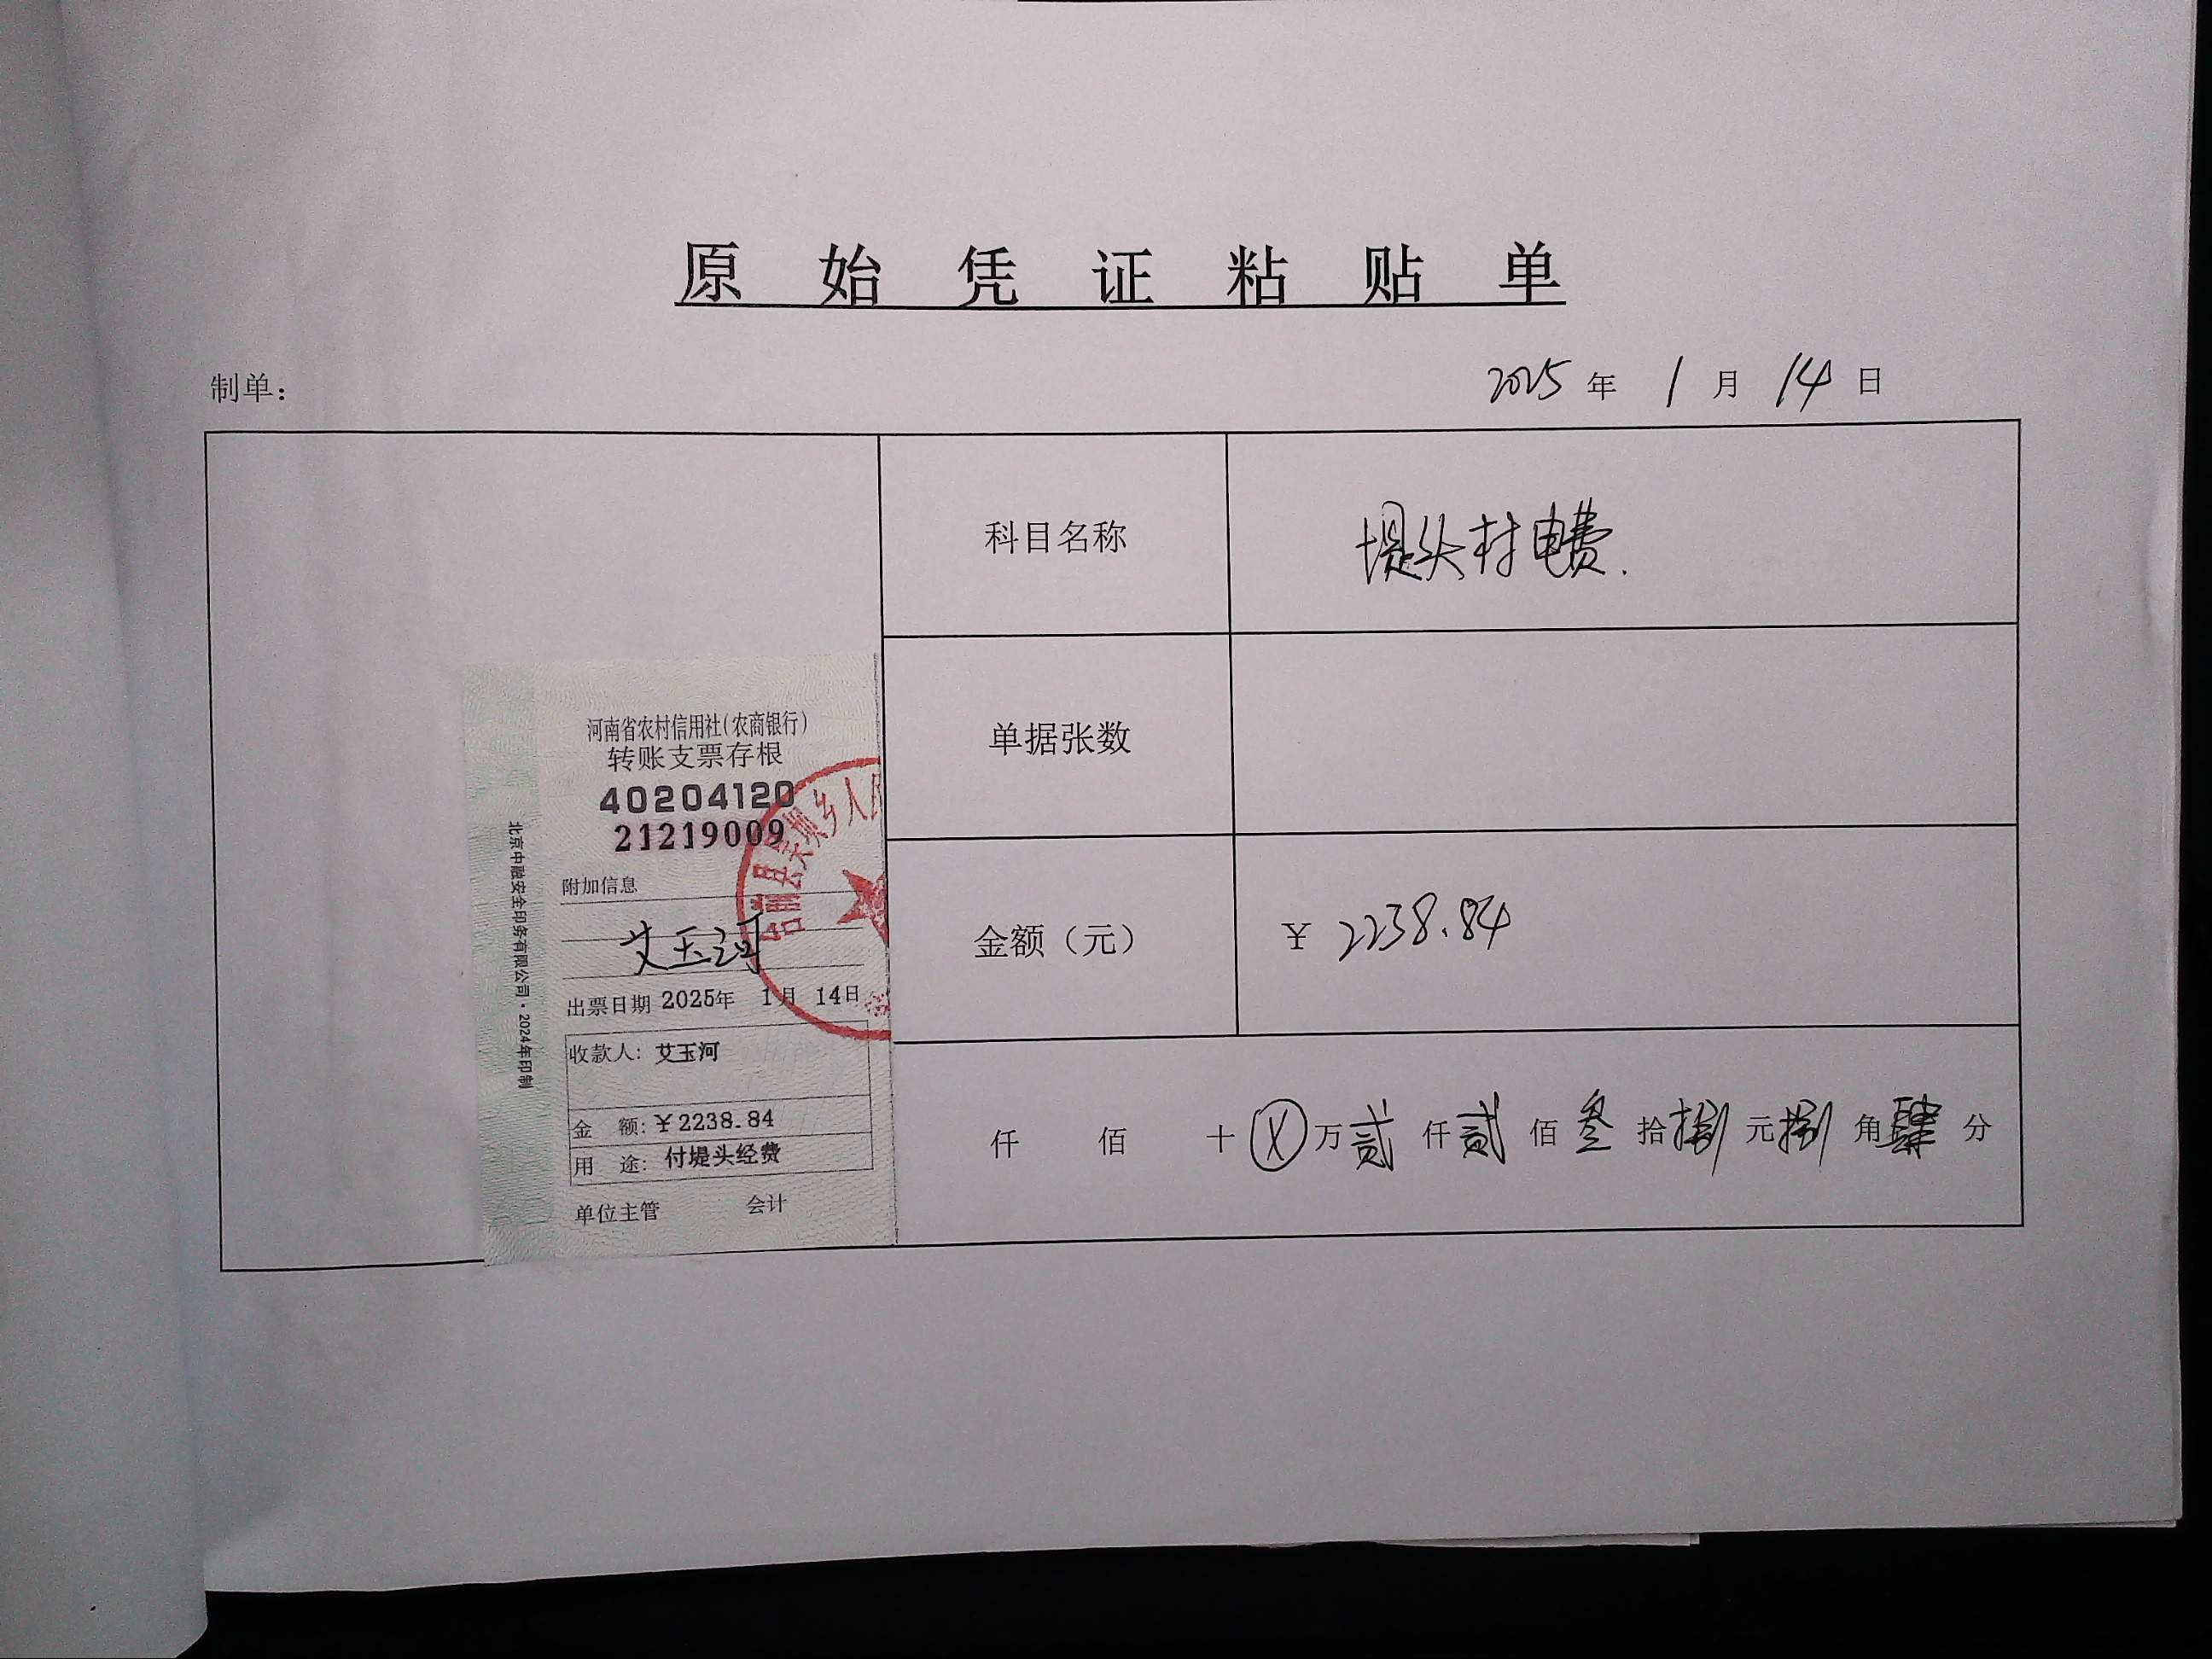 原始凭证粘贴单
制单：
2025年1月14日
科目名称 堤头村电费.
单据张数
金额（元） ¥2238.84
仟 佰 十 ⓧ 万 贰 仟 贰 佰 叁 拾 捌 元 捌 角 肆 分
河南省农村信用社(农商银行)
转账支票存根
40204120
21219009
附加信息
艾玉河
出票日期 2025年 1月 14日
收款人: 艾玉河
金 额: ¥2238.84
用 途: 付堤头经费
单位主管 会计
北京中融安全印务有限公司·2024年印制
坝乡人